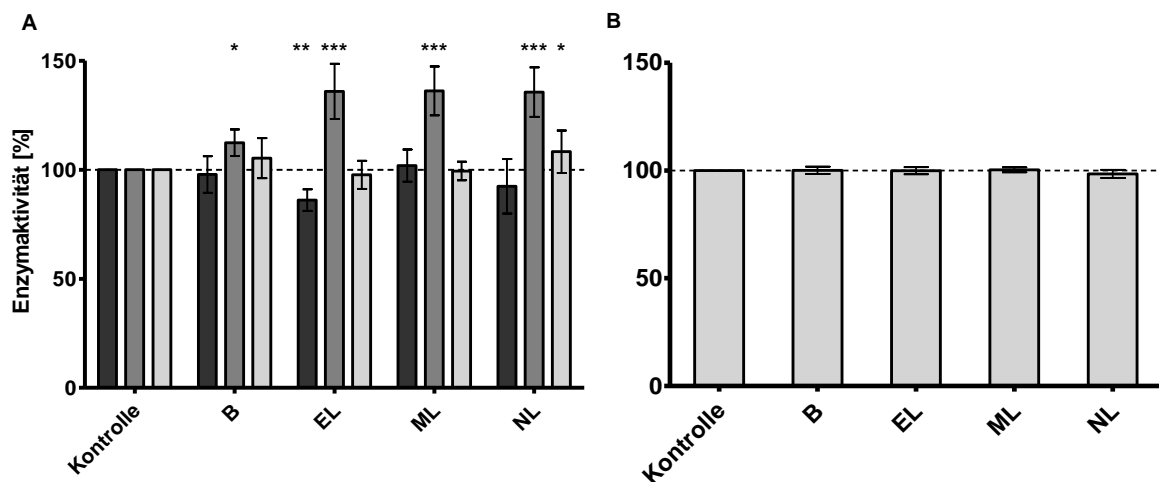 A
* ** *** *** *** *
Enzymaktivität [%]
150
100
50
0
Kontrolle
B
EL
ML
NL
B
150
100
50
0
Kontrolle
B
EL
ML
NL